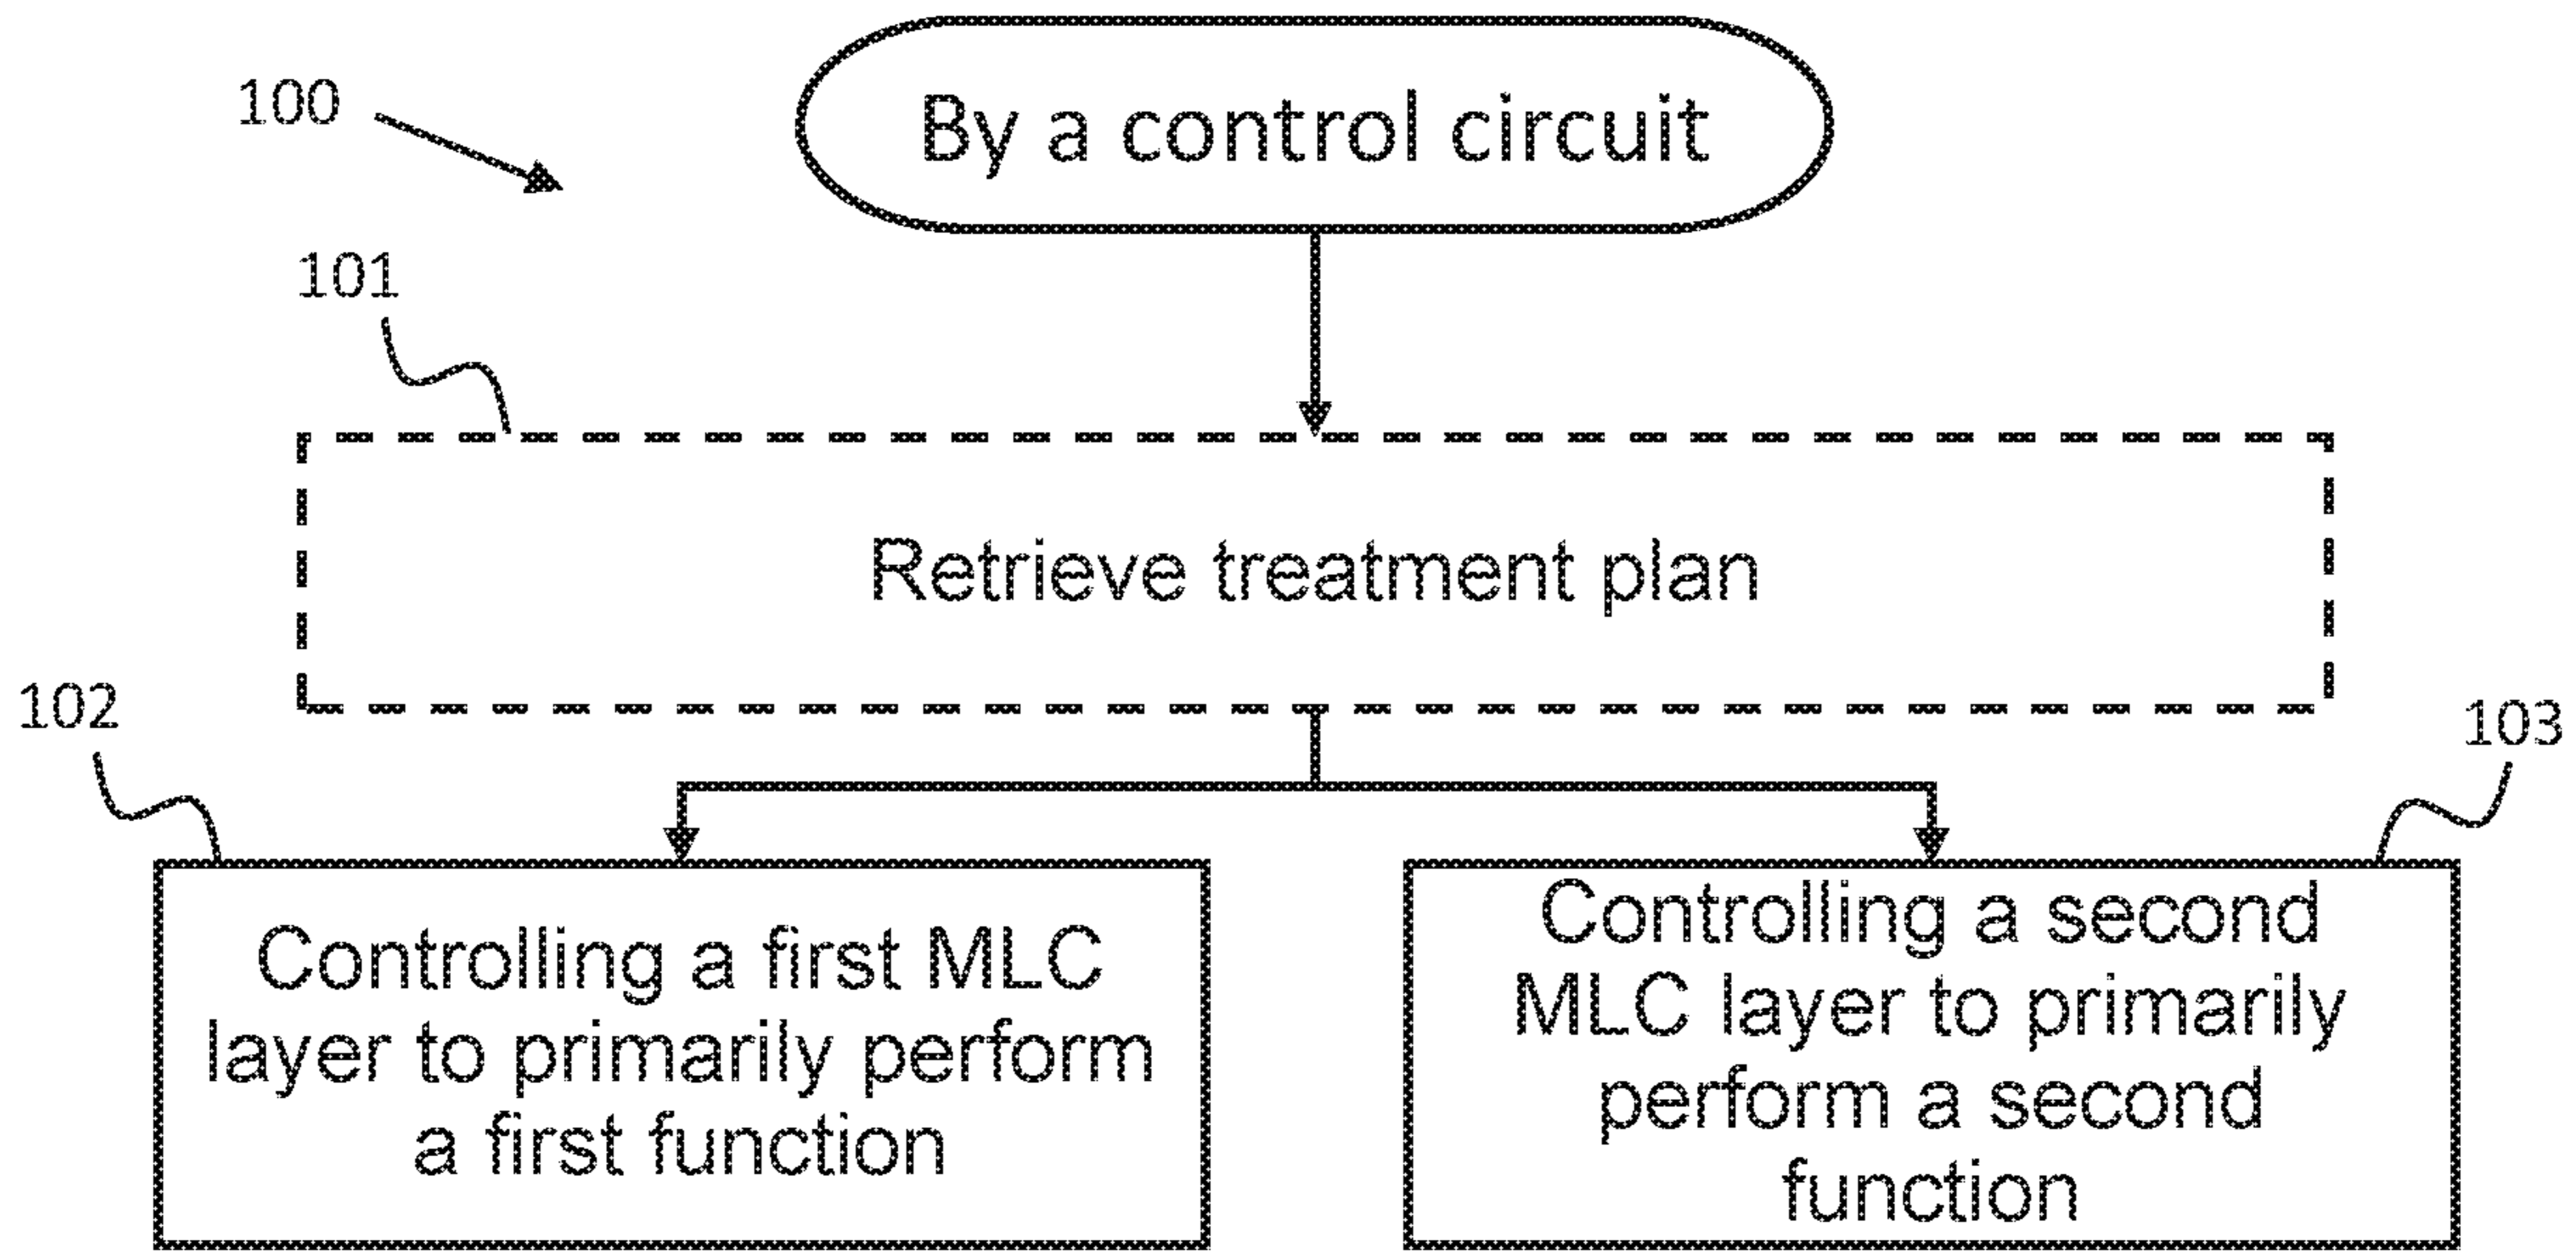 100
By a control circuit
101
Retrieve treatment plan
102
103
Controlling a first MLC
layer to primarily perform
a first function
Controlling a second
MLC layer to primarily
perform a second
function